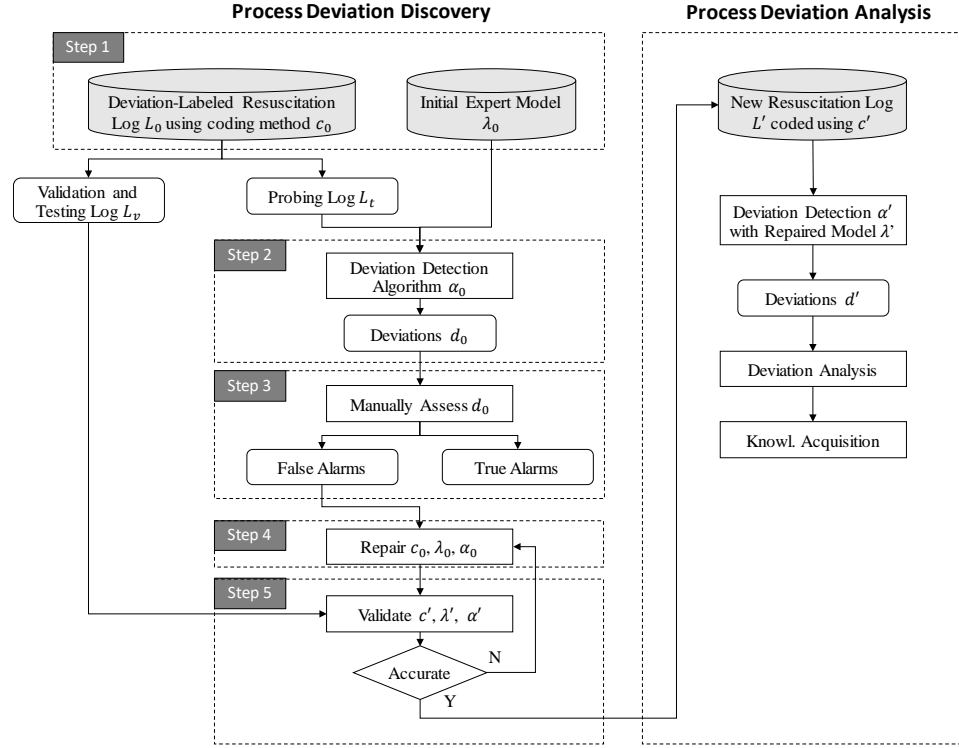 Process Deviation Discovery
Step 1
Deviation-Labeled Resuscitation
Log L₀ using coding method c₀
Initial Expert Model
λ₀
Validation and
Testing Log Lᵥ
Probing Log Lₜ
Step 2
Deviation Detection
Algorithm α₀
Deviations d₀
Step 3
Manually Assess d₀
False Alarms
True Alarms
Step 4
Repair c₀, λ₀, α₀
Step 5
Validate c′, λ′, α′
Accurate
N
Y
Process Deviation Analysis
New Resuscitation Log
L′ coded using c′
Deviation Detection α′
with Repaired Model λ’
Deviations d′
Deviation Analysis
Knowl. Acquisition